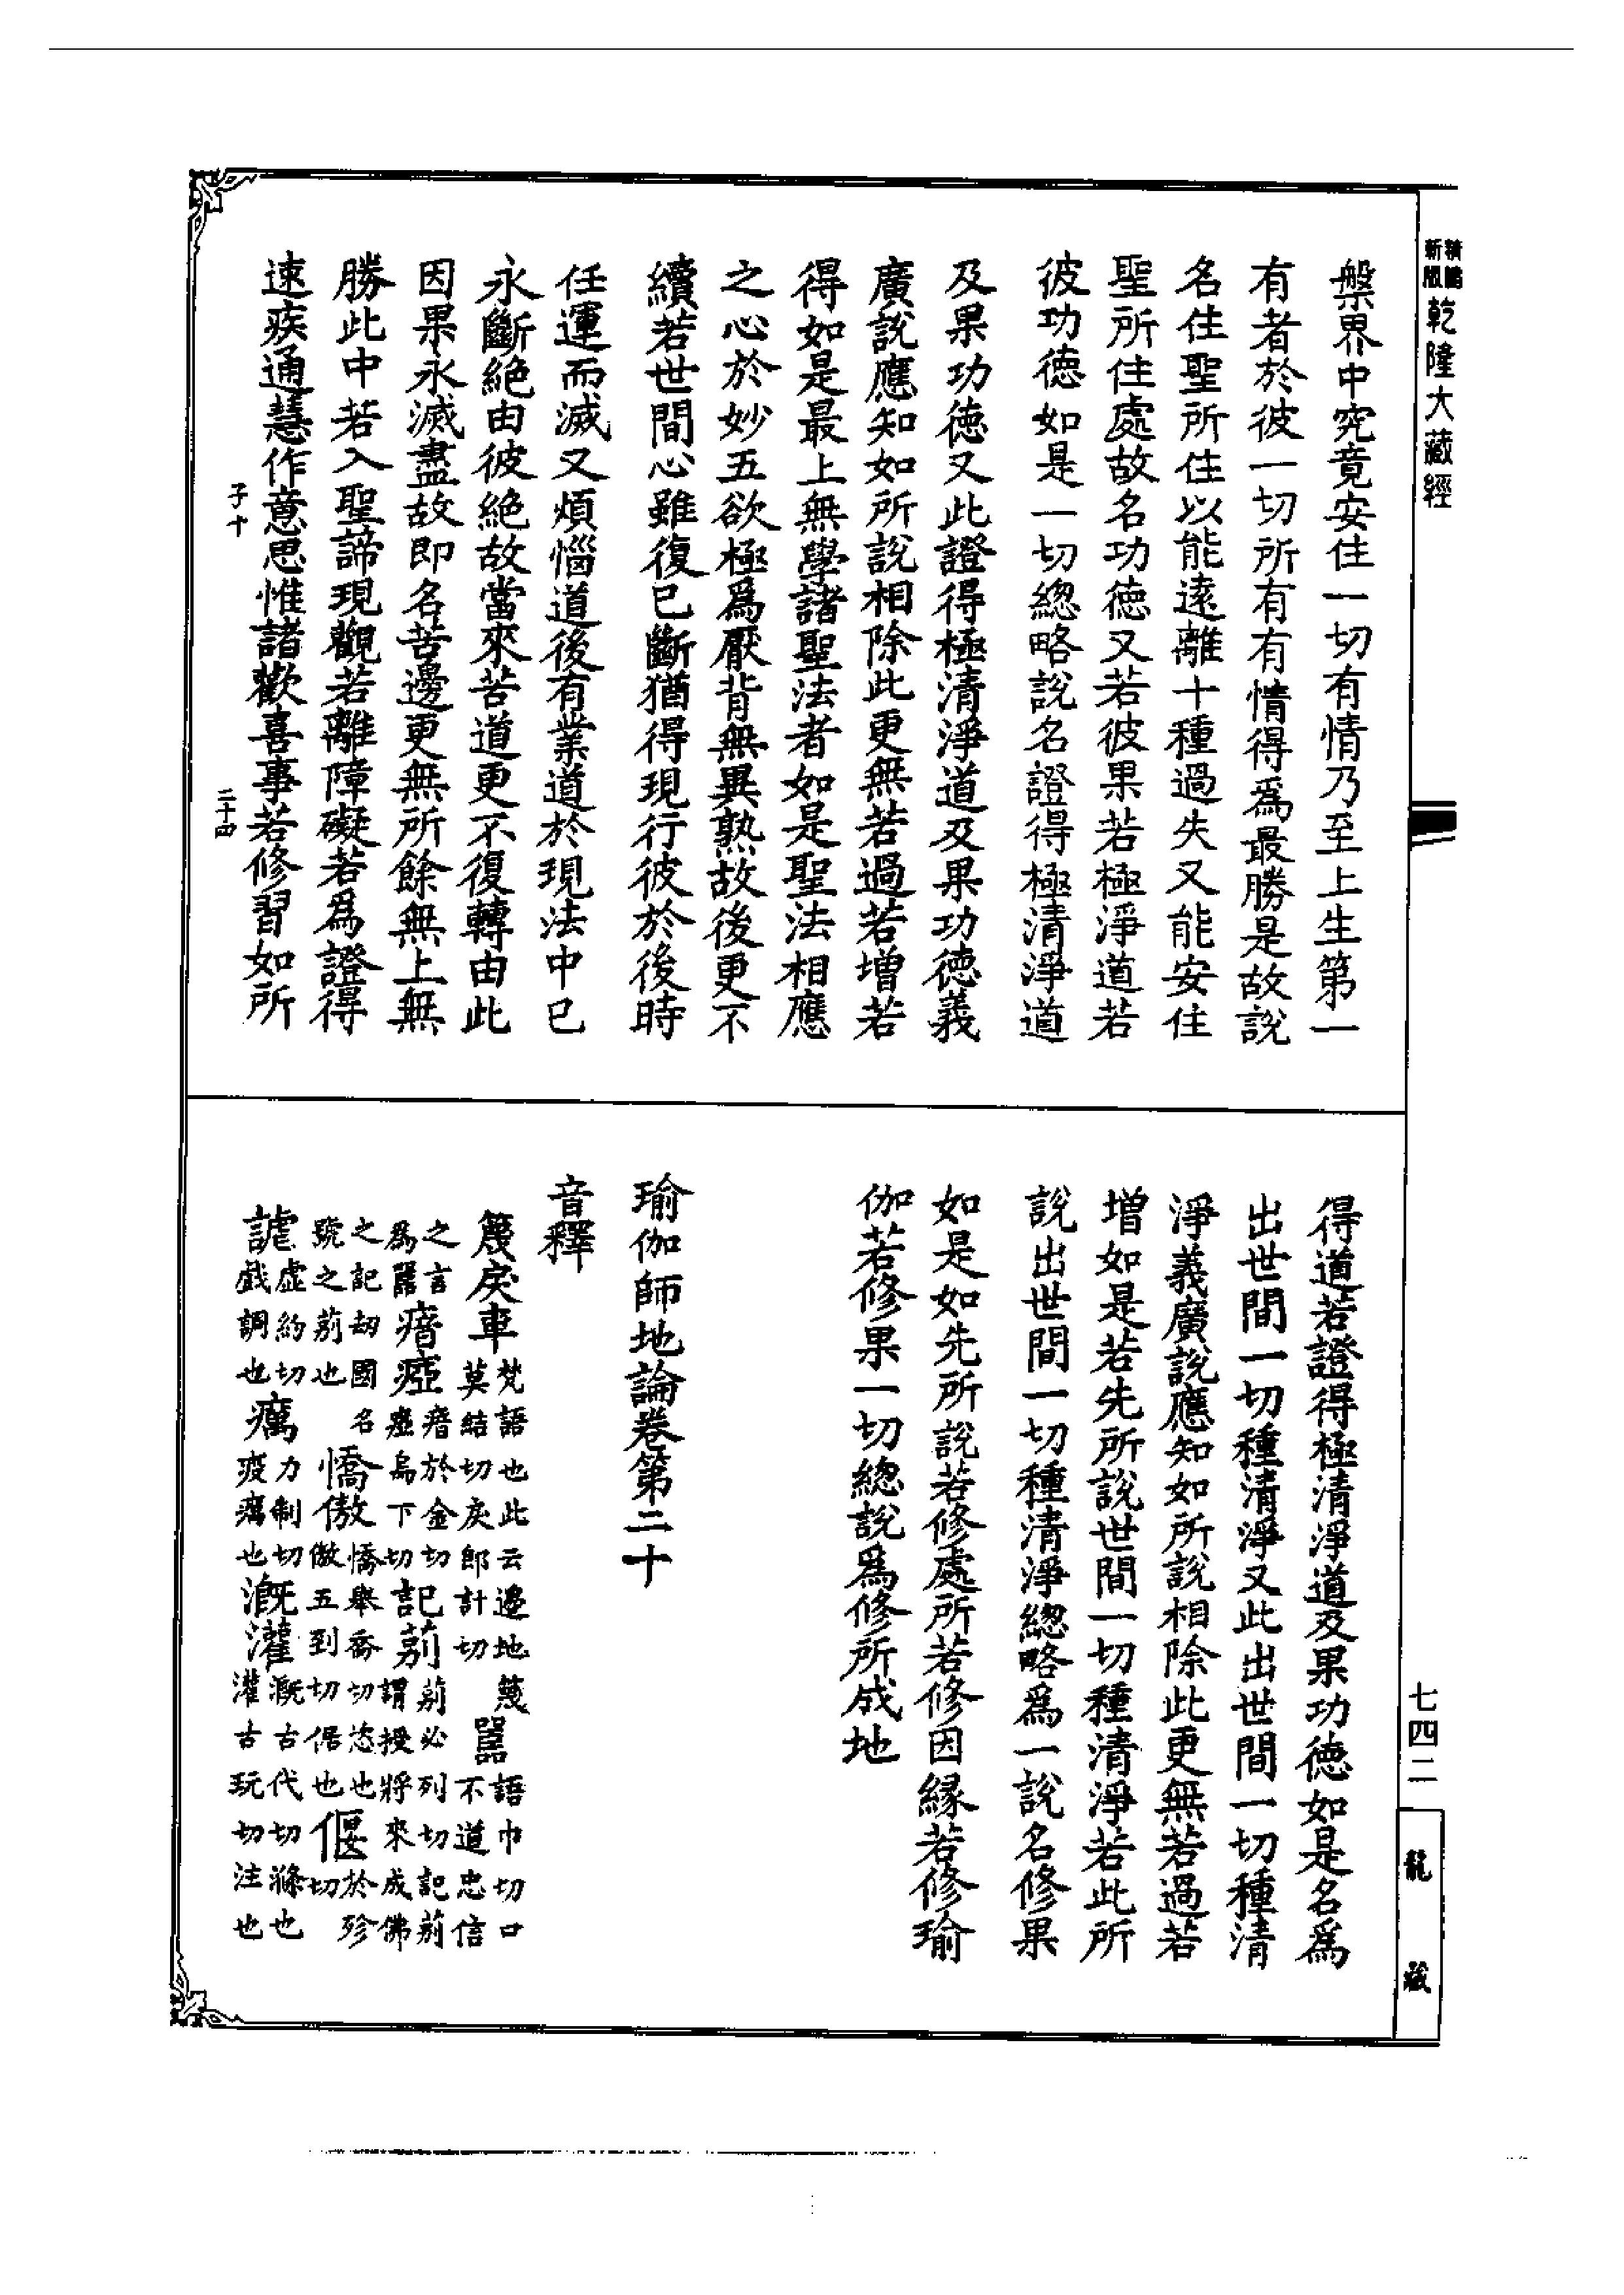 新版
精鵰
乾隆大藏經
槃界中究竟安住一切有情乃至上生第一
有者於彼一切所有有情得爲最勝是故說
名住聖所住以能遠離十種過失又能安住
聖所住處故名功德又若彼果若極淨道若
彼功德如是一切總略說名證得極清淨道
及果功德又此證得極清淨道及果功德義
廣說應知如所說相除此更無若過若增若
得如是最上無學諸聖法者如是聖法相應
之心於妙五欲極爲厭背無異熟故後更不
續若世間心雖復已斷猶得現行彼於後時
任運而滅又煩惱道後有業道於現法中已
永斷絕由彼絕故當來苦道更不復轉由此
因果永滅盡故即名苦邊更無所餘無上無
勝此中若入聖諦現觀若離障礙若爲證得
速疾通慧作意思惟諸歡喜事若修習如所
子十
二十四
得道若證得極清淨道及果功德如是名爲
出世間一切種清淨又此出世間一切種清
淨義廣說應知如所說相除此更無若過若
增如是若先所說世間一切種清淨若此所
說出世間一切種清淨總略爲一說名修果
如是如先所說若修處所若修因緣若修瑜
伽若修果一切總說爲修所成地
瑜伽師地論卷第二十
音釋
篾戾車梵語也此云邊地篾莫結切戾郎計切嚚語巾切口不道忠信
之言爲嚚瘖瘂瘖於金切瘂烏下切記莂莂必列切記莂謂授將來成佛
之記劫國名號之莂也憍傲憍舉喬切恣也傲五到切倨也偃於殄切
謔虛約切戲調也癘力制切疫癘也溉灌溉古代切滌也灌古玩切注也
七四二
龍藏